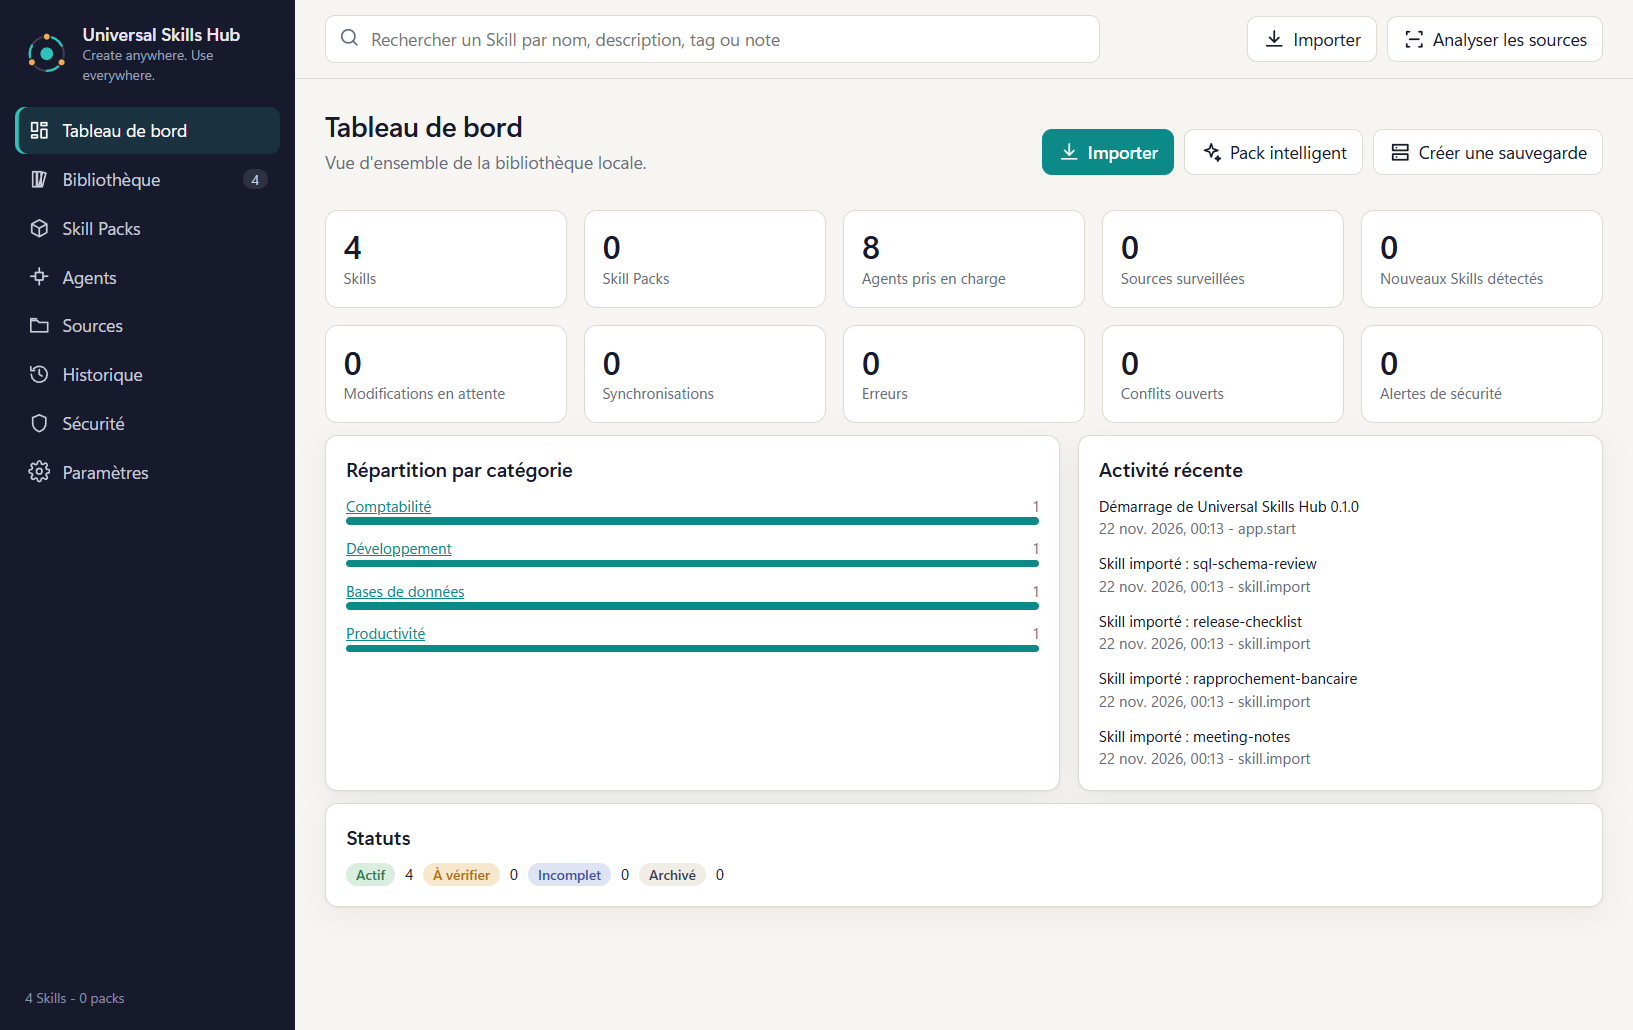 Universal Skills Hub
Create anywhere. Use
everywhere.
Tableau de bord
Bibliothèque 4
Skill Packs
Agents
Sources
Historique
Sécurité
Paramètres
4 Skills - 0 packs
Rechercher un Skill par nom, description, tag ou note
Importer
Analyser les sources
Tableau de bord
Vue d'ensemble de la bibliothèque locale.
Importer
Pack intelligent
Créer une sauvegarde
4
Skills
0
Skill Packs
8
Agents pris en charge
0
Sources surveillées
0
Nouveaux Skills détectés
0
Modifications en attente
0
Synchronisations
0
Erreurs
0
Conflits ouverts
0
Alertes de sécurité
Répartition par catégorie
Comptabilité 1
Développement 1
Bases de données 1
Productivité 1
Activité récente
Démarrage de Universal Skills Hub 0.1.0
22 nov. 2026, 00:13 - app.start
Skill importé : sql-schema-review
22 nov. 2026, 00:13 - skill.import
Skill importé : release-checklist
22 nov. 2026, 00:13 - skill.import
Skill importé : rapprochement-bancaire
22 nov. 2026, 00:13 - skill.import
Skill importé : meeting-notes
22 nov. 2026, 00:13 - skill.import
Statuts
Actif 4 À vérifier 0 Incomplet 0 Archivé 0